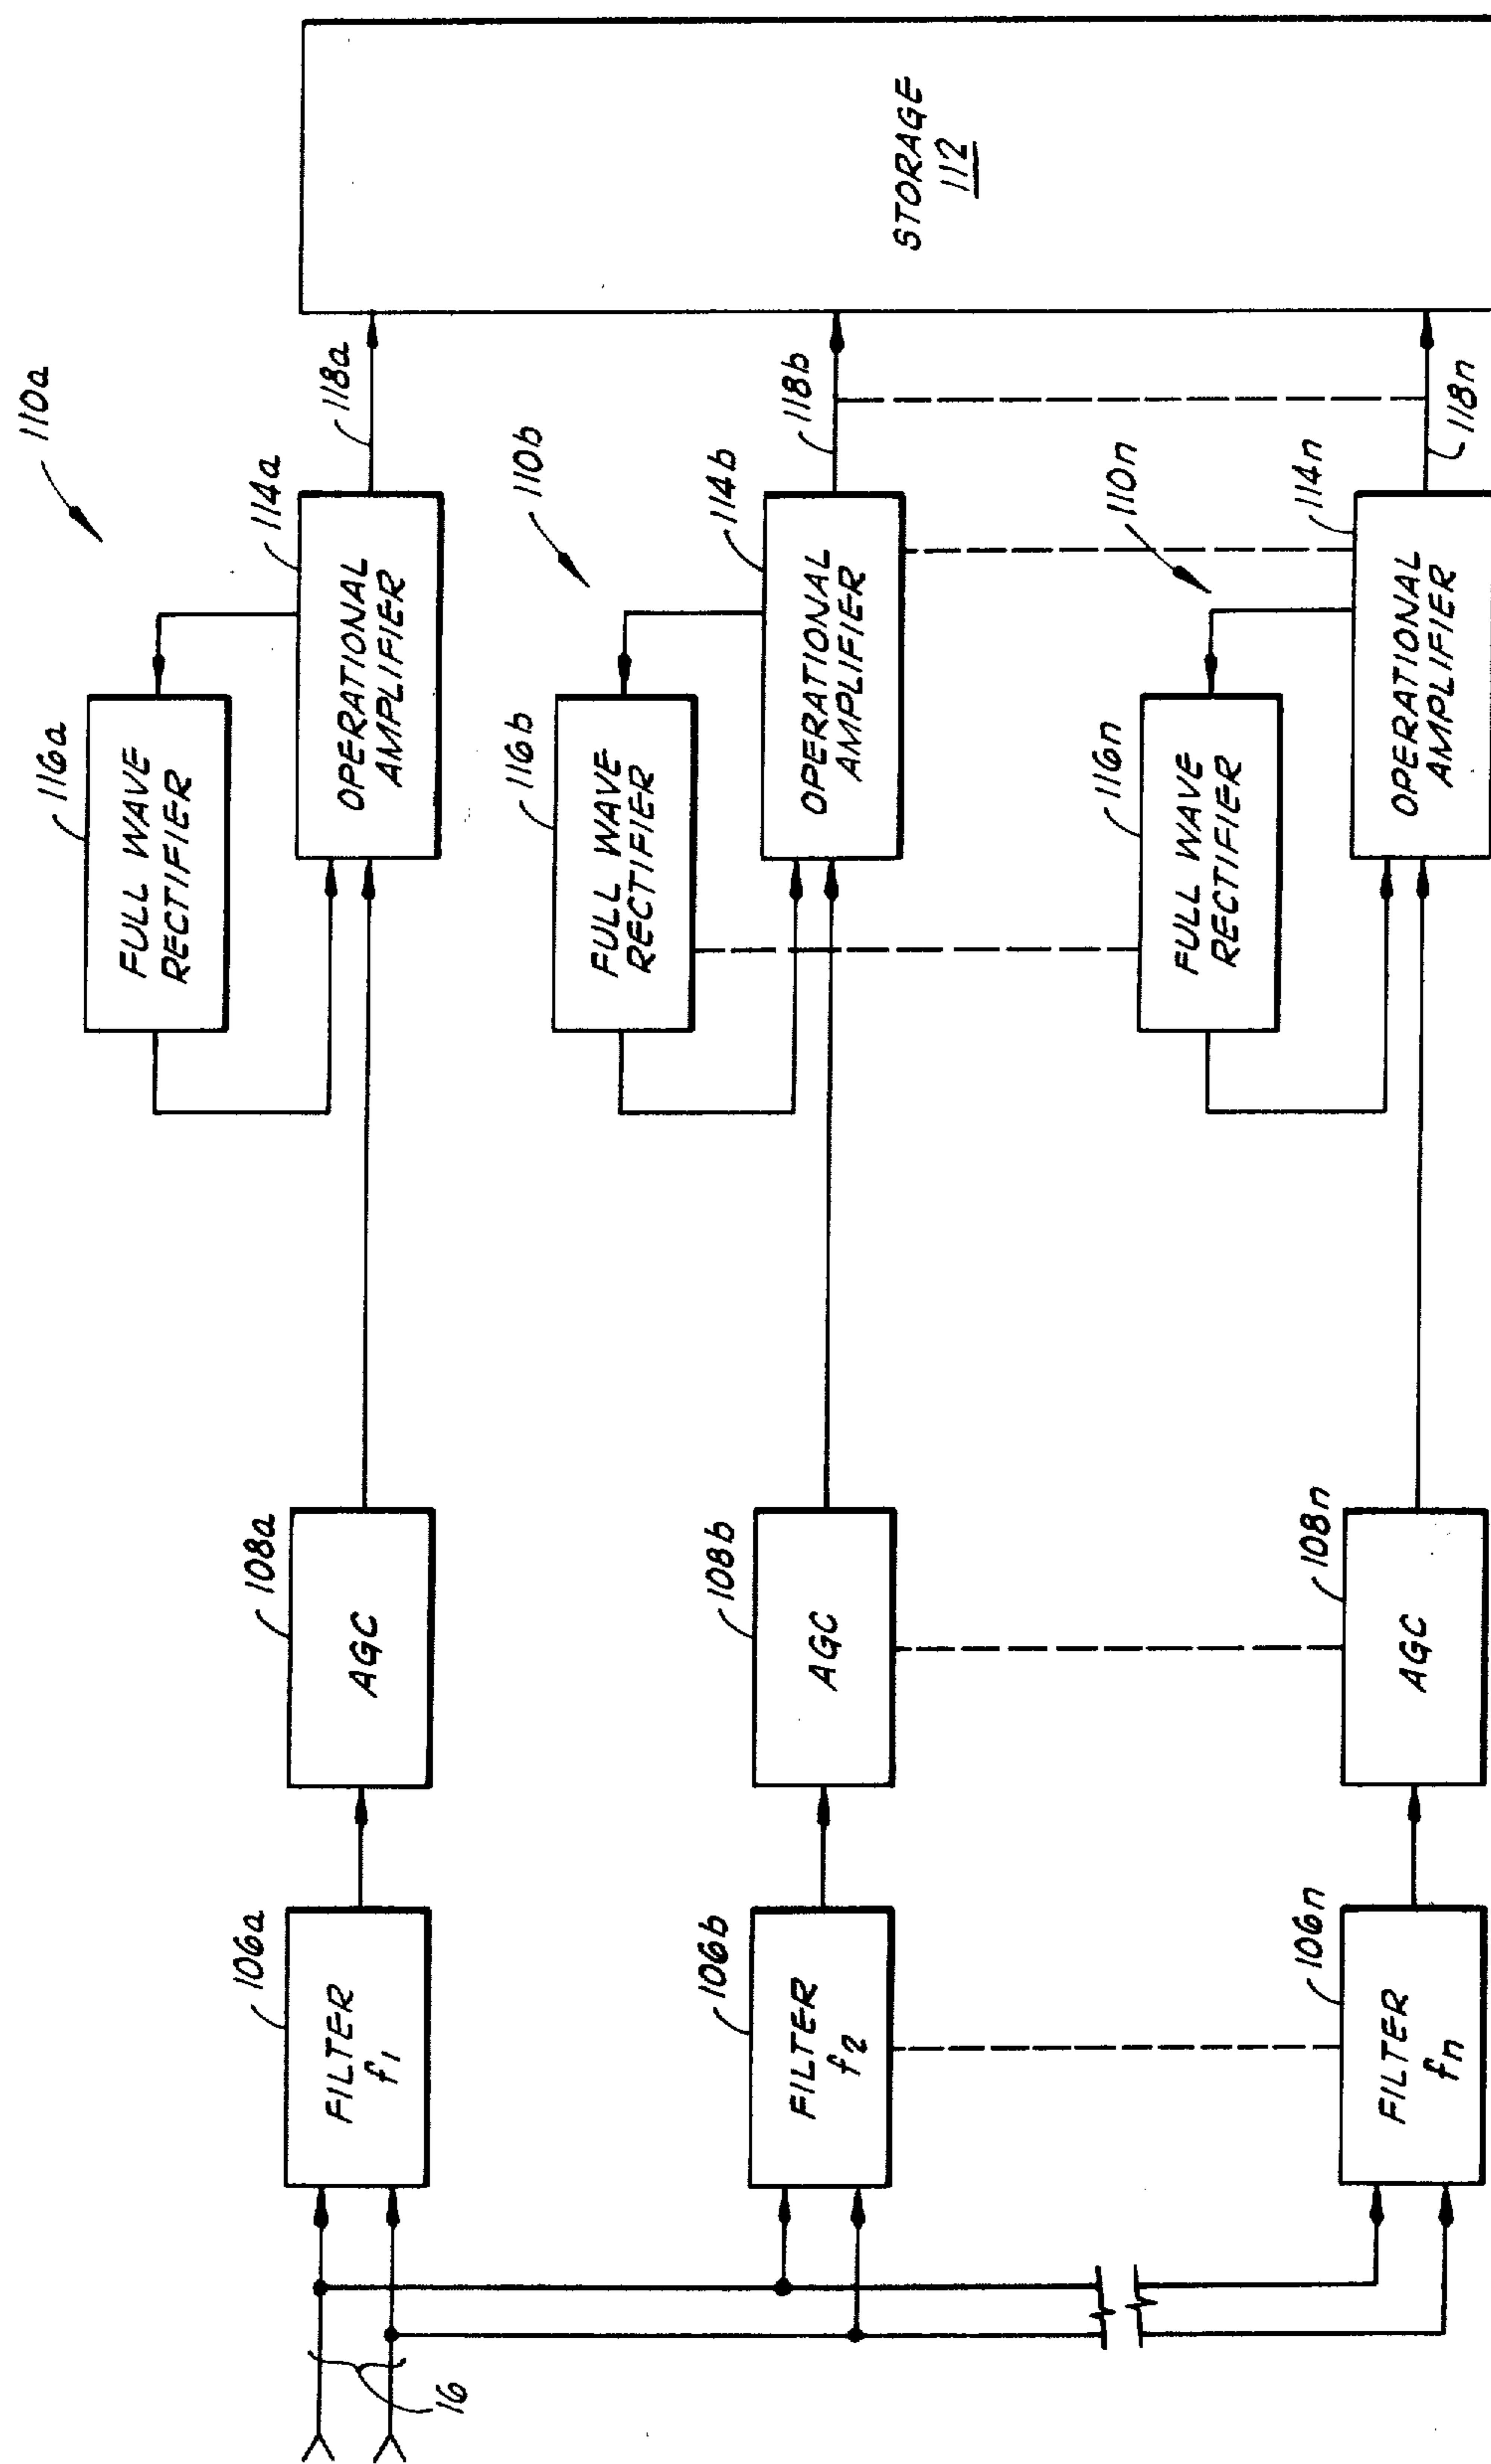 110a
116a
FULL WAVE
RECTIFIER
114a
OPERATIONAL
AMPLIFIER
118a
108a
AGC
106a
FILTER
f1
16
110b
116b
FULL WAVE
RECTIFIER
114b
OPERATIONAL
AMPLIFIER
118b
108b
AGC
106b
FILTER
f2
110n
116n
FULL WAVE
RECTIFIER
114n
OPERATIONAL
AMPLIFIER
118n
108n
AGC
106n
FILTER
fn
STORAGE
112